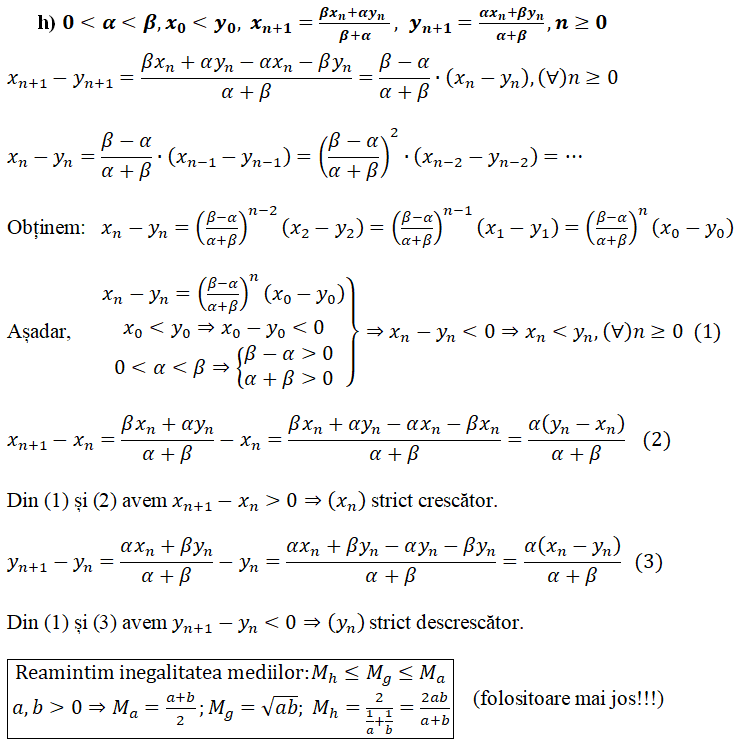 h) 0 < α < β, x₀ < y₀, xₙ₊₁ = (βxₙ+αyₙ)/(β+α) , yₙ₊₁ = (αxₙ+βyₙ)/(α+β), n ≥ 0
xₙ₊₁ − yₙ₊₁ = (βxₙ + αyₙ − αxₙ − βyₙ)/(α + β) = (β − α)/(α + β) · (xₙ − yₙ), (∀)n ≥ 0
xₙ − yₙ = (β − α)/(α + β) · (xₙ₋₁ − yₙ₋₁) = ((β − α)/(α + β))² · (xₙ₋₂ − yₙ₋₂) = ⋯
Obținem: xₙ − yₙ = ((β−α)/(α+β))ⁿ⁻² (x₂ − y₂) = ((β−α)/(α+β))ⁿ⁻¹ (x₁ − y₁) = ((β−α)/(α+β))ⁿ (x₀ − y₀)
Așadar, xₙ − yₙ = ((β−α)/(α+β))ⁿ (x₀ − y₀)
x₀ < y₀ ⇒ x₀ − y₀ < 0
0 < α < β ⇒ {β − α > 0
α + β > 0
} ⇒ xₙ − yₙ < 0 ⇒ xₙ < yₙ, (∀)n ≥ 0 (1)
xₙ₊₁ − xₙ = (βxₙ + αyₙ)/(α + β) − xₙ = (βxₙ + αyₙ − αxₙ − βxₙ)/(α + β) = α(yₙ − xₙ)/(α + β) (2)
Din (1) și (2) avem xₙ₊₁ − xₙ > 0 ⇒ (xₙ) strict crescător.
yₙ₊₁ − yₙ = (αxₙ + βyₙ)/(α + β) − yₙ = (αxₙ + βyₙ − αyₙ − βyₙ)/(α + β) = α(xₙ − yₙ)/(α + β) (3)
Din (1) și (3) avem yₙ₊₁ − yₙ < 0 ⇒ (yₙ) strict descrescător.
Reamintim inegalitatea mediilor: Mₕ ≤ M_g ≤ Mₐ
a, b > 0 ⇒ Mₐ = (a+b)/2 ; M_g = √ab ; Mₕ = 2/(1/a+1/b) = 2ab/(a+b)
(folositoare mai jos!!!)